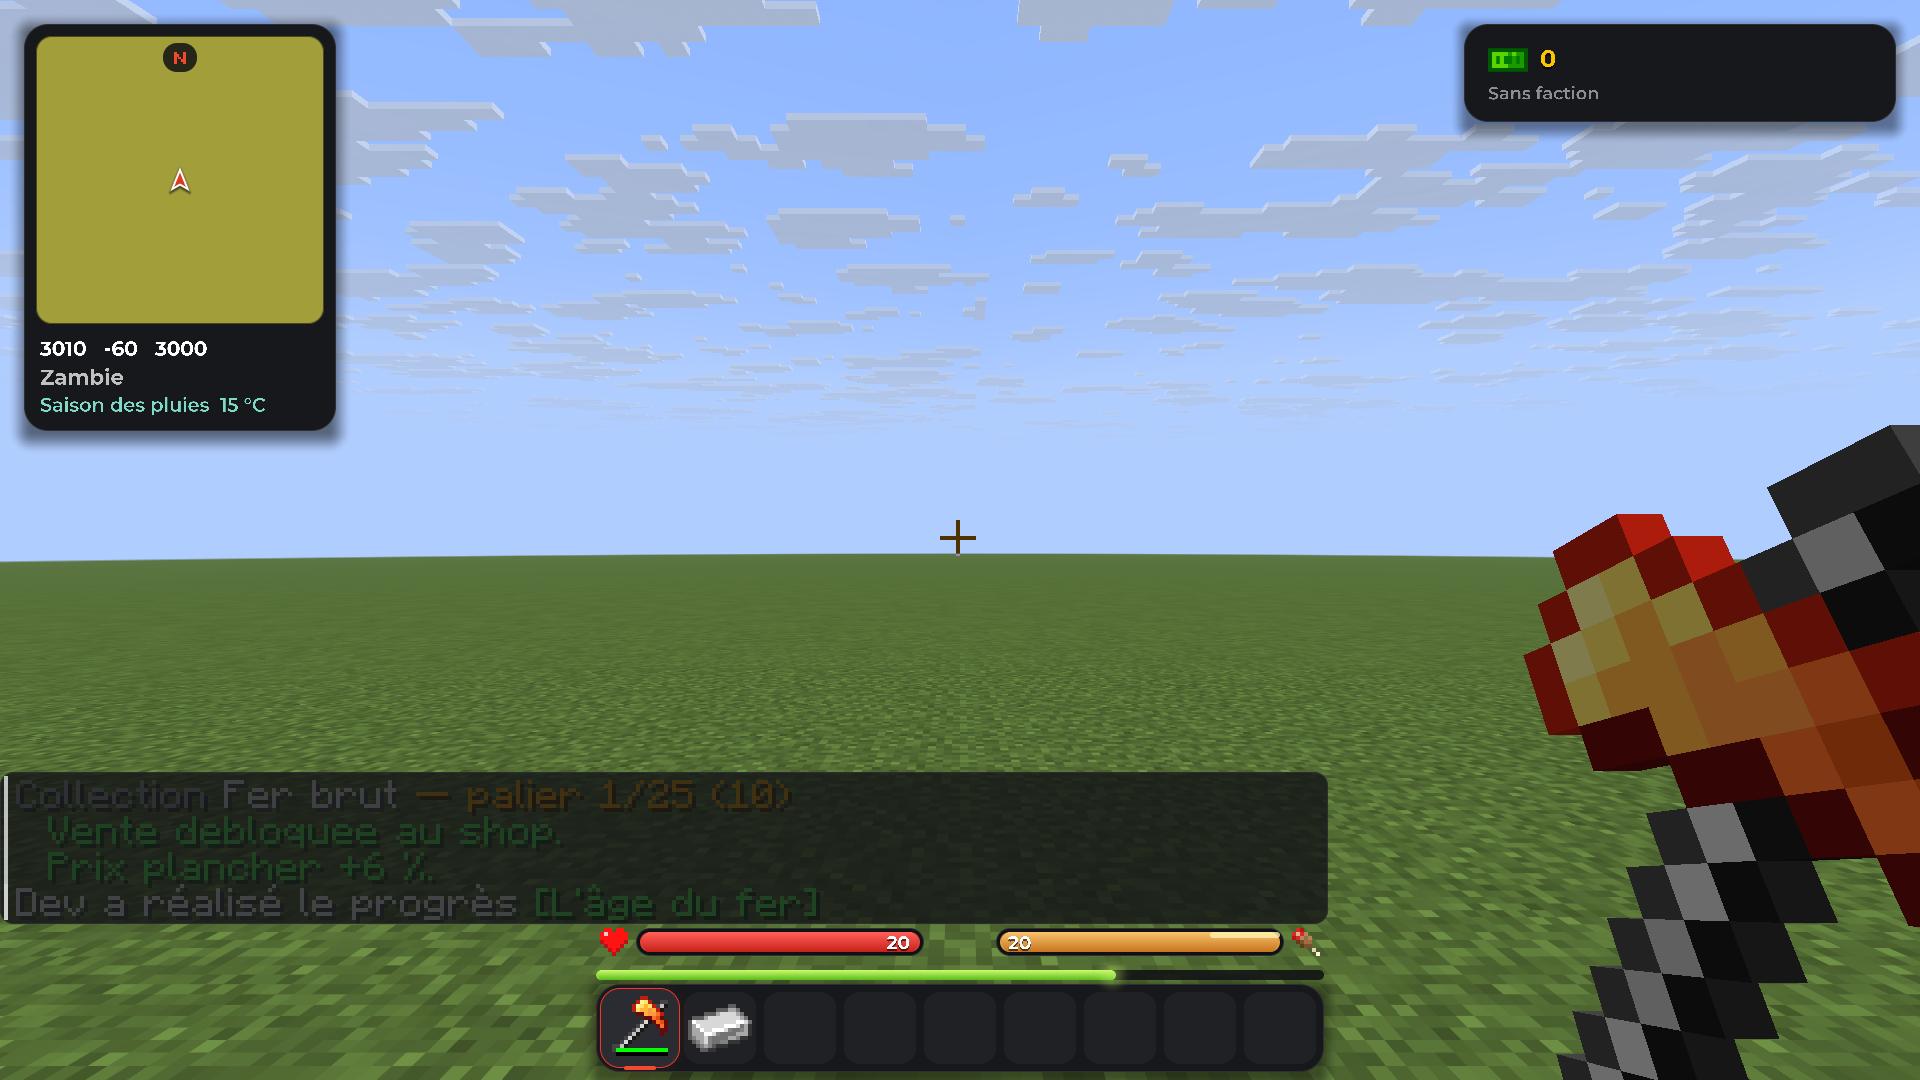 N
3010 -60 3000
Zambie
Saison des pluies 15 °C
0
Sans faction
Collection Fer brut — palier 1/25 (10)
Vente debloquee au shop.
Prix plancher +6 %.
Dev a réalisé le progrès [L'âge du fer]
20
20